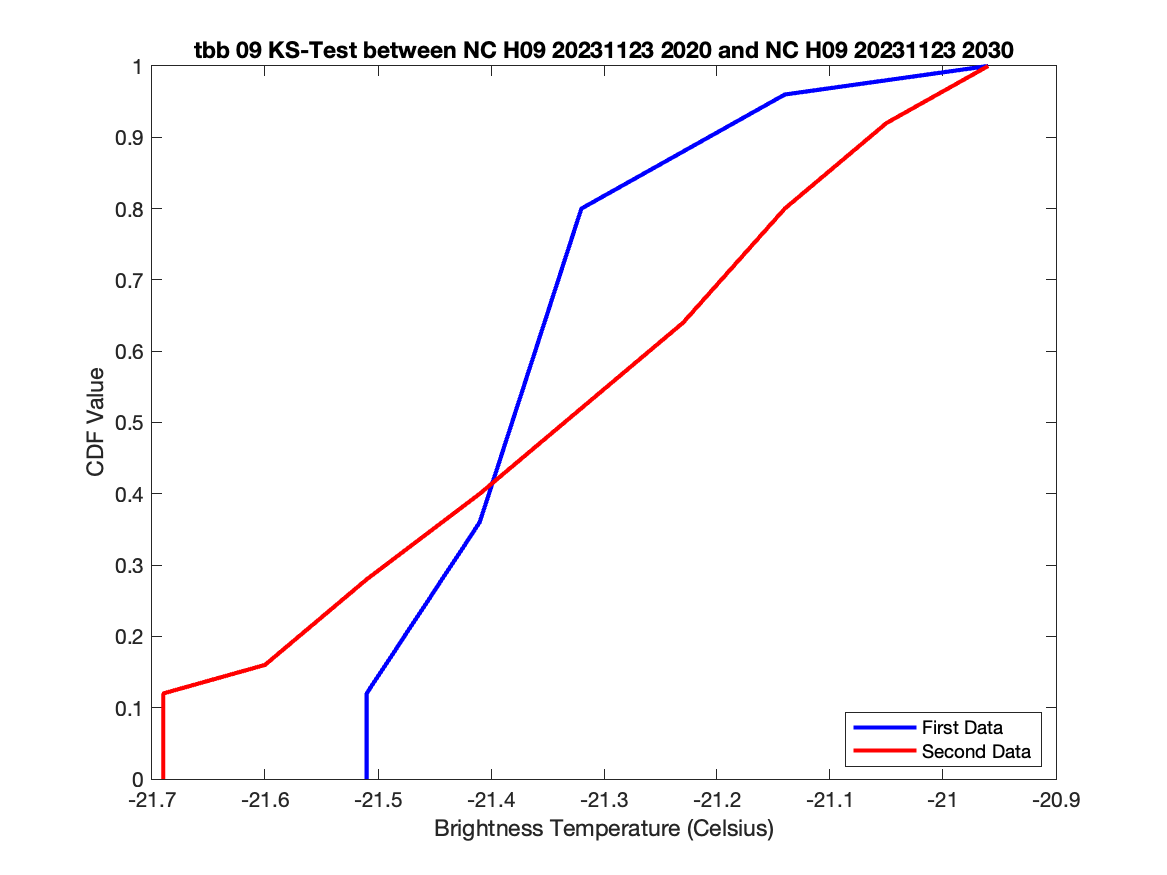 tbb 09 KS-Test between NC H09 20231123 2020 and NC H09 20231123 2030
1
0.9
0.8
0.7
0.6
0.5
0.4
0.3
0.2
0.1
0
CDF Value
-21.7 -21.6 -21.5 -21.4 -21.3 -21.2 -21.1 -21 -20.9
Brightness Temperature (Celsius)
First Data
Second Data